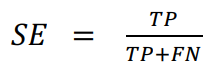 SE = TP / TP+FN